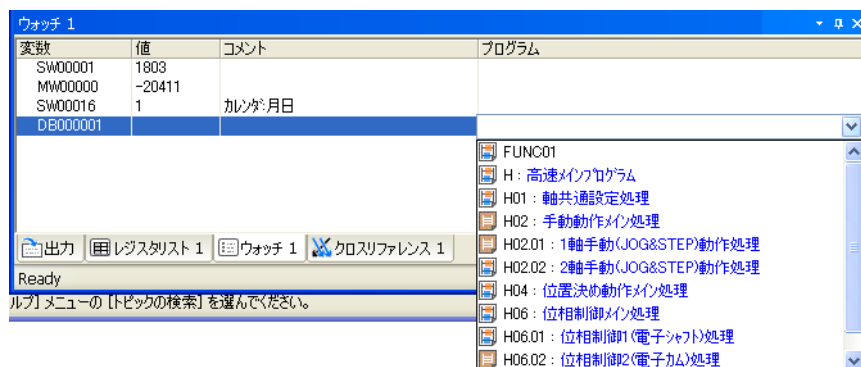 ウォッチ 1
変数 値 コメント プログラム
SW00001 1803
MW00000 -20411
SW00016 1 カレンダ:月日
DB000001
FUNC01
H : 高速メインプログラム
H01 : 軸共通設定処理
H02 : 手動動作メイン処理
H02.01 : 1軸手動(JOG&STEP)動作処理
H02.02 : 2軸手動(JOG&STEP)動作処理
H04 : 位置決め動作メイン処理
H06 : 位相制御メイン処理
H06.01 : 位相制御1(電子シャフト)処理
H06.02 : 位相制御2(電子カム)処理
出力 レジスタリスト 1 ウォッチ 1 クロスリファレンス 1
Ready
ルプ] メニューの [トピックの検索] を選んでください。